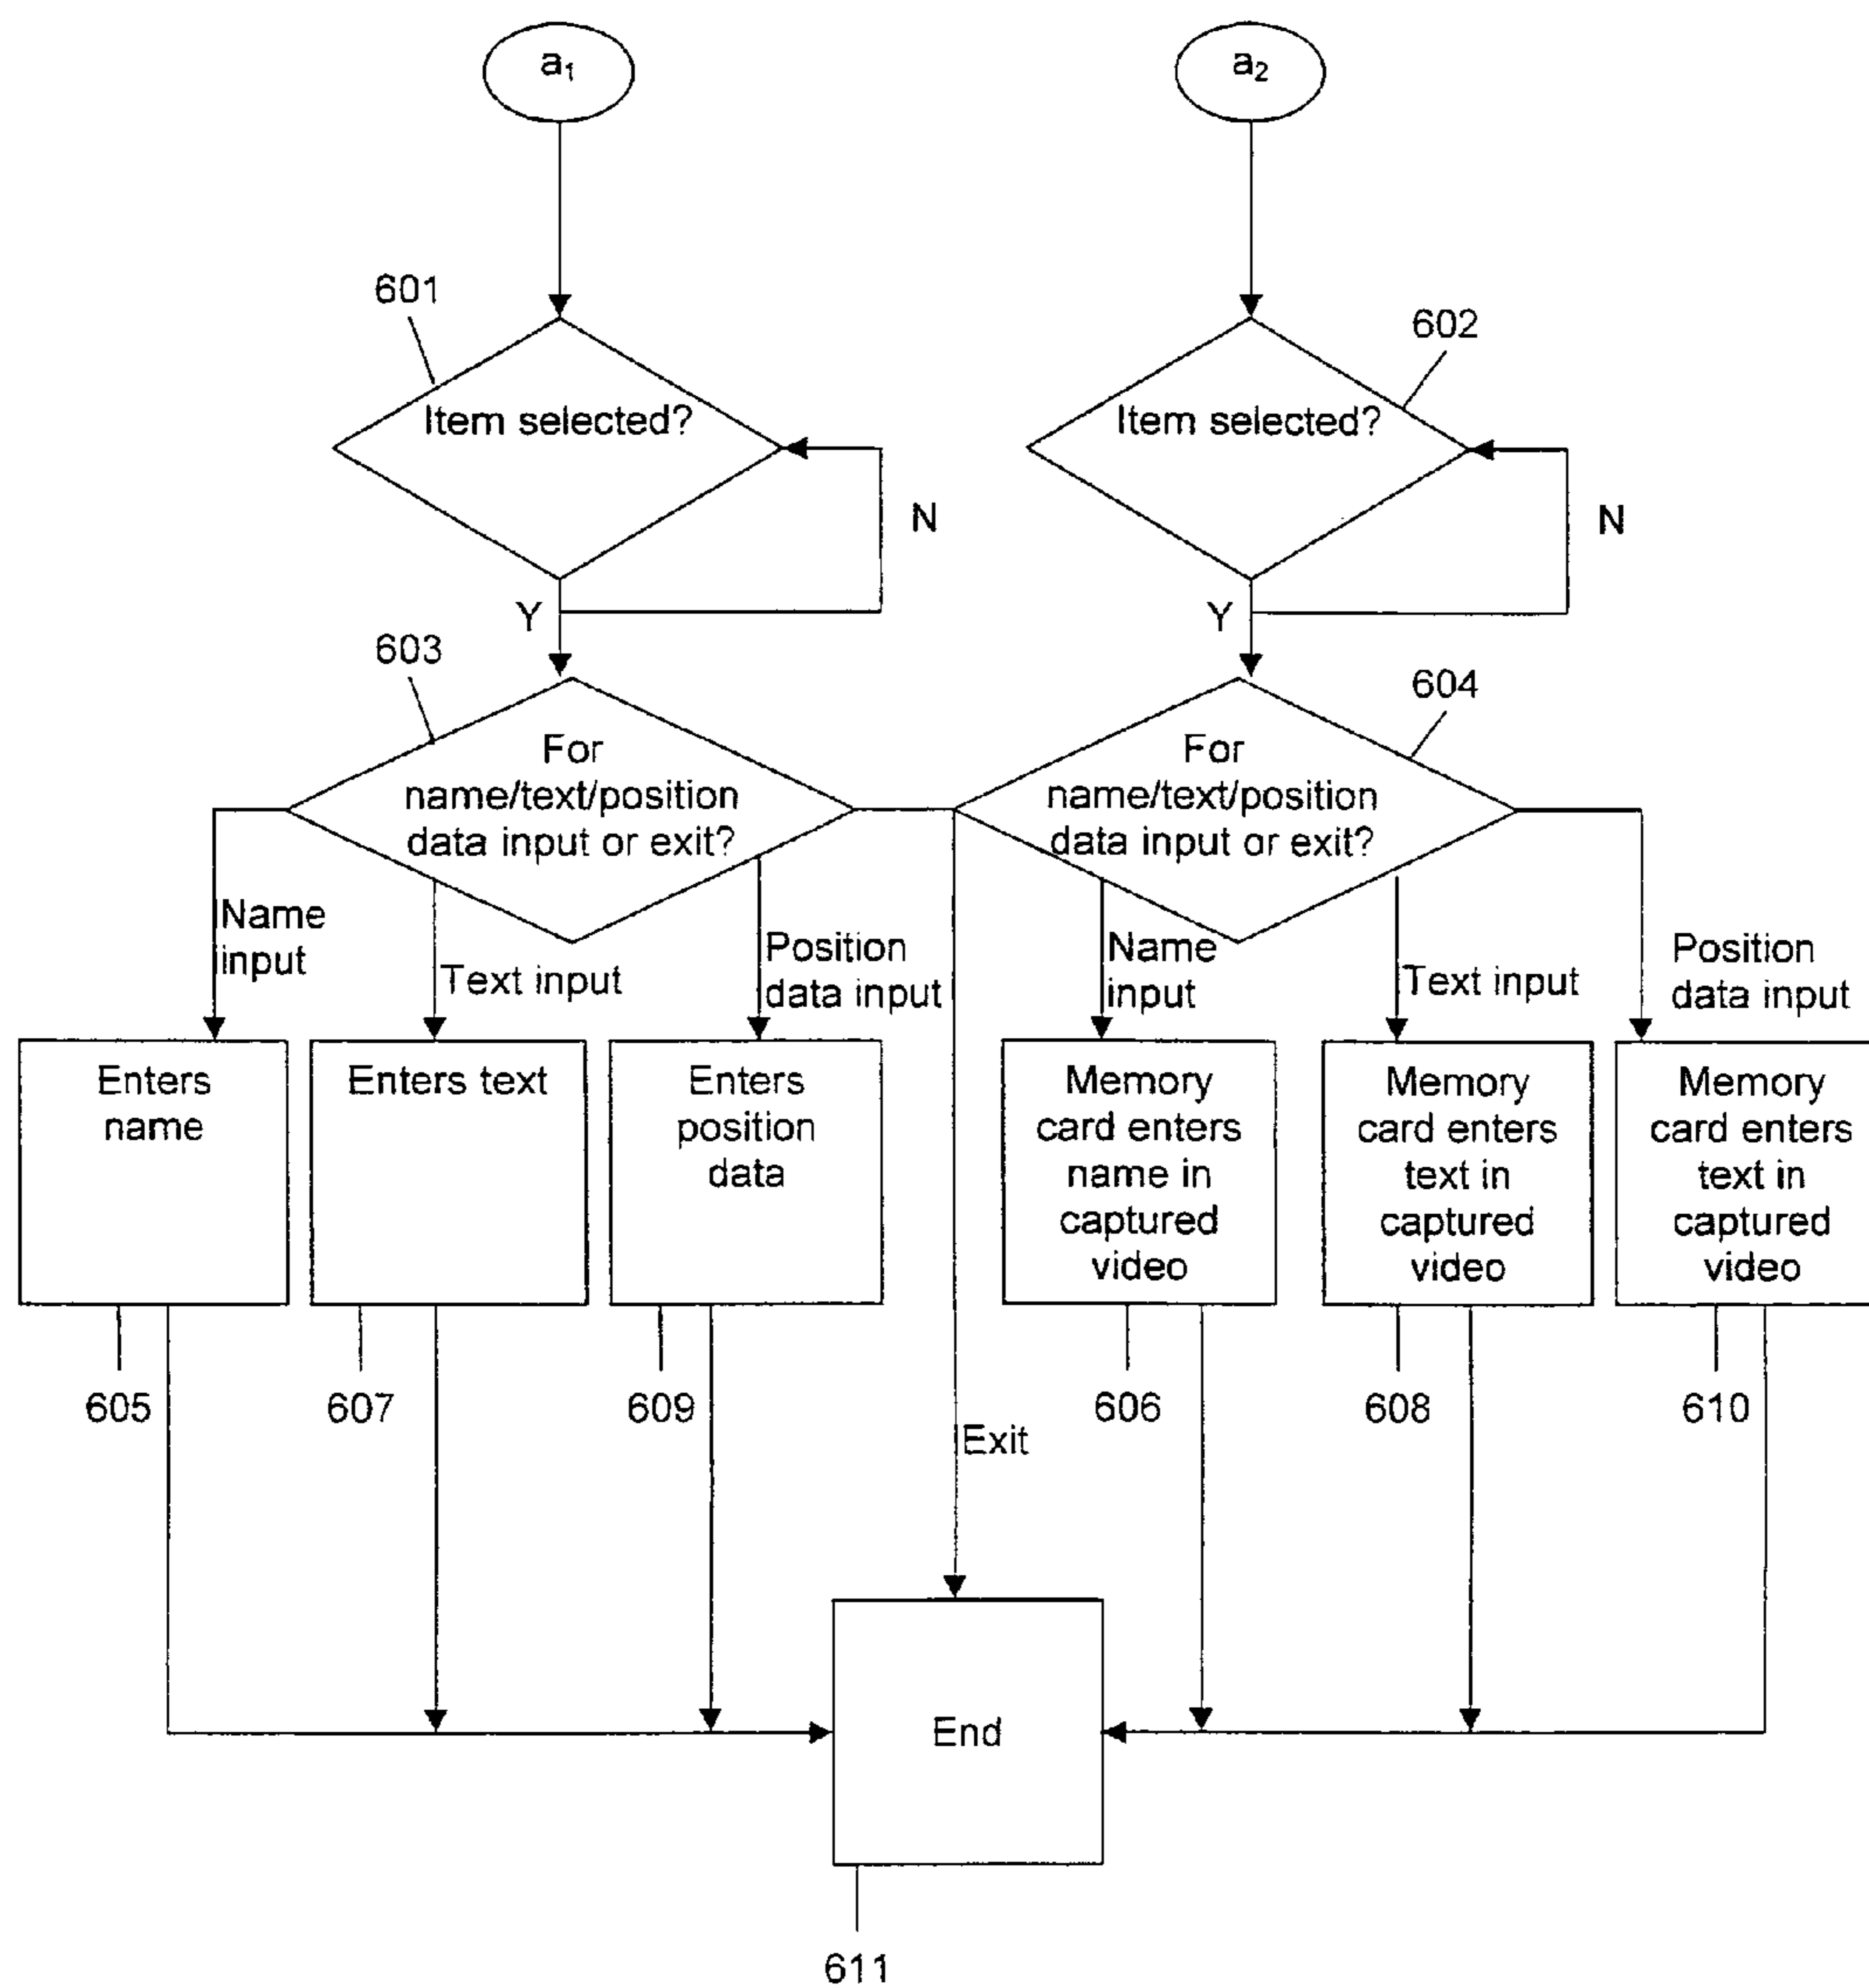 a₁
a₂
601
602
Item selected?
Item selected?
N
N
Y
Y
603
604
For
name/text/position
data input or exit?
For
name/text/position
data input or exit?
Name
input
Text input
Position
data input
Name
input
Text input
Position
data input
Enters
name
Enters text
Enters
position
data
Memory
card enters
name in
captured
video
Memory
card enters
text in
captured
video
Memory
card enters
text in
captured
video
605
607
609
606
608
610
Exit
End
611